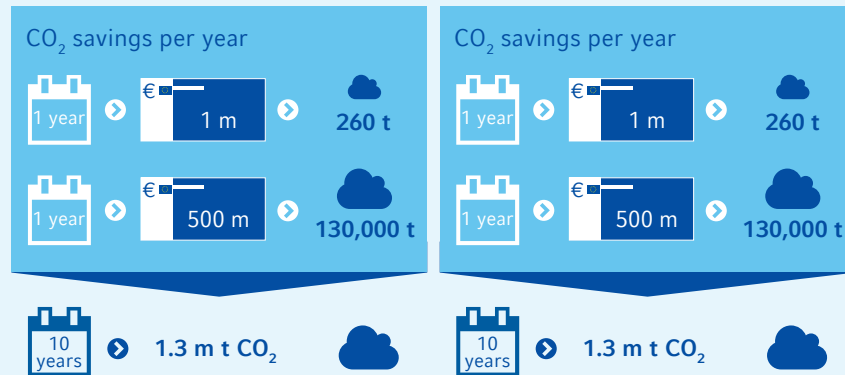 CO₂ savings per year
1 year € 1 m 260 t
1 year € 500 m 130,000 t
10 years 1.3 m t CO₂
CO₂ savings per year
1 year € 1 m 260 t
1 year € 500 m 130,000 t
10 years 1.3 m t CO₂